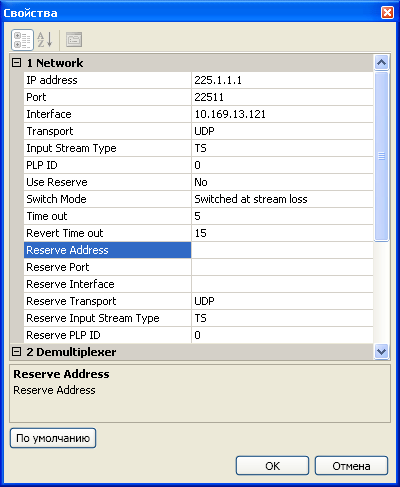 Свойства
1 Network
IP address 225.1.1.1
Port 22511
Interface 10.169.13.121
Transport UDP
Input Stream Type TS
PLP ID 0
Use Reserve No
Switch Mode Switched at stream loss
Time out 5
Revert Time out 15
Reserve Address
Reserve Port
Reserve Interface
Reserve Transport UDP
Reserve Input Stream Type TS
Reserve PLP ID 0
2 Demultiplexer
Reserve Address
Reserve Address
По умолчанию
OK Отмена